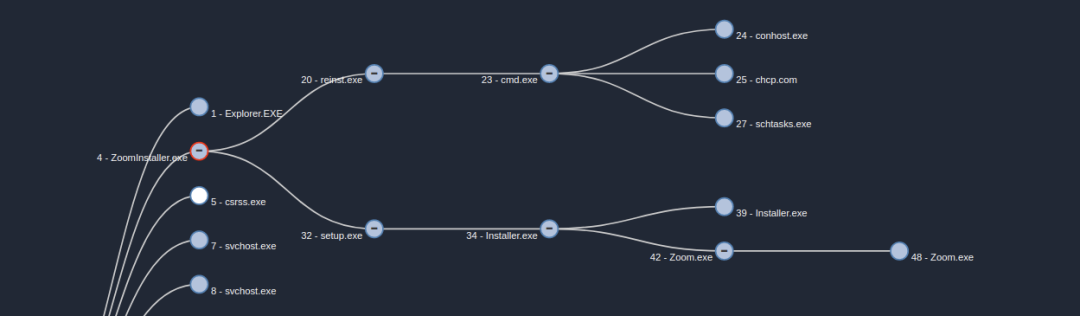 24 - conhost.exe
20 - reinst.exe
23 - cmd.exe
25 - chcp.com
1 - Explorer.EXE
27 - schtasks.exe
4 - ZoomInstaller.exe
5 - csrss.exe
39 - Installer.exe
32 - setup.exe
34 - Installer.exe
7 - svchost.exe
42 - Zoom.exe
48 - Zoom.exe
8 - svchost.exe